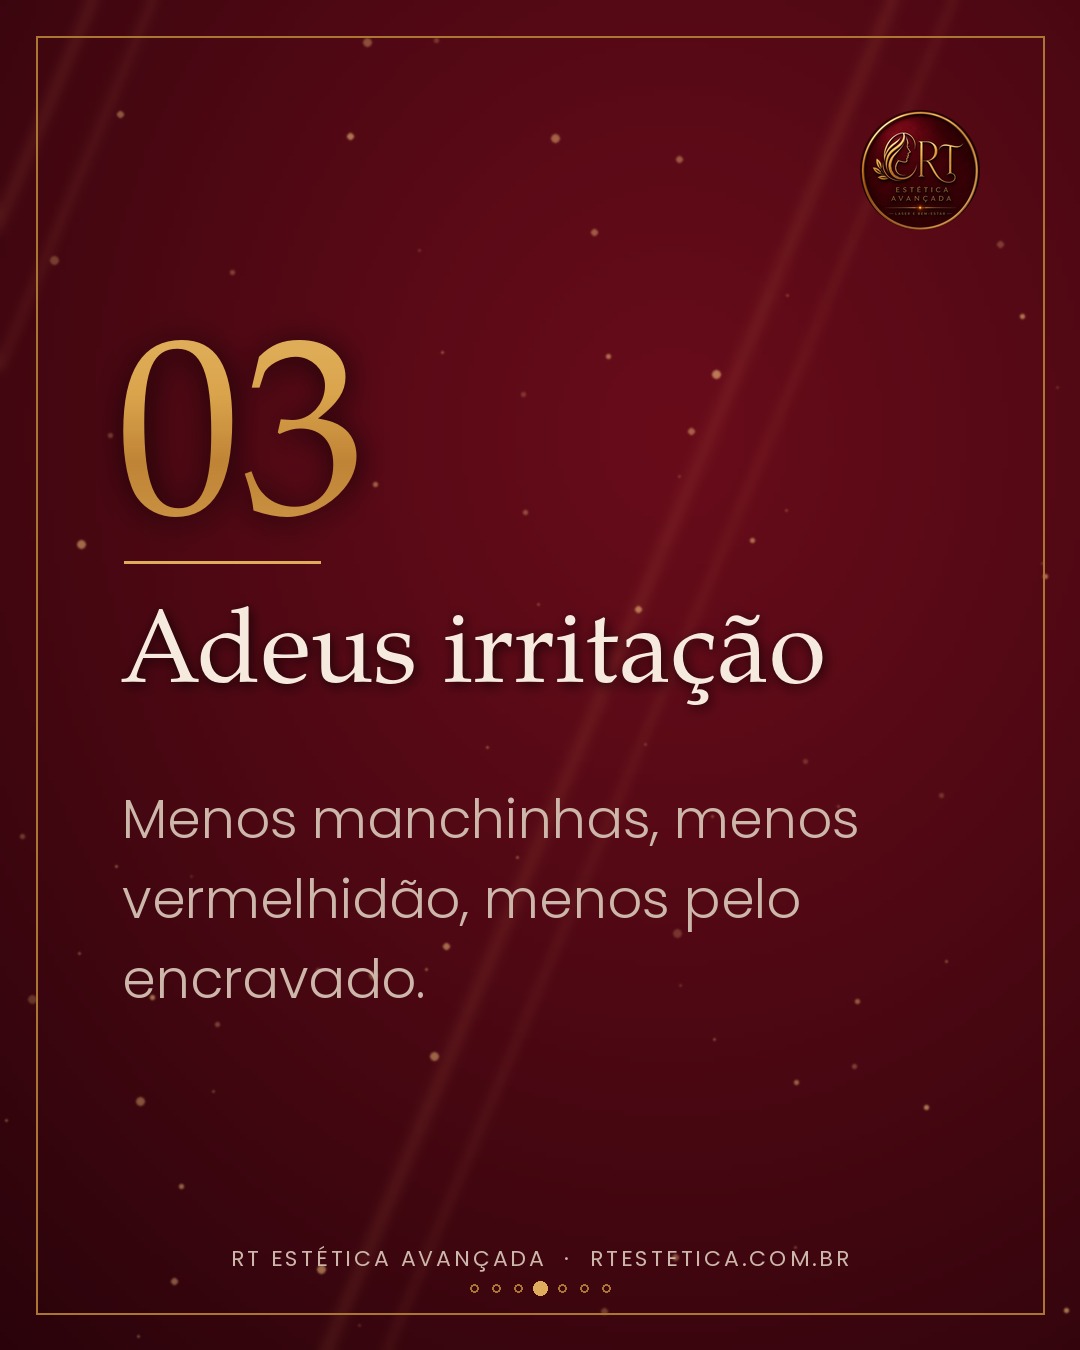 RT
ESTÉTICA
AVANÇADA
03
Adeus irritação
Menos manchinhas, menos
vermelhidão, menos pelo
encravado.
RT ESTÉTICA AVANÇADA · RTESTETICA.COM.BR